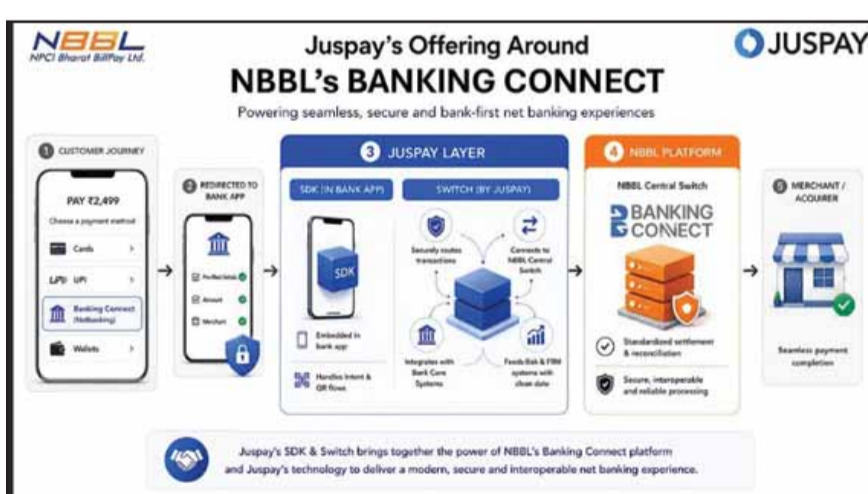 NBBL
NPCI Bharat BillPay Ltd.
Juspay's Offering Around
NBBL's BANKING CONNECT
Powering seamless, secure and bank-first net banking experiences
JUSPAY
1 CUSTOMER JOURNEY
PAY ₹2,499
Choose a payment method
Cards
UPI UPI
Banking Connect
(NetBanking)
Wallets
2 REDIRECTED TO
BANK APP
Amount
Merchant
3 JUSPAY LAYER
SDK (IN BANK APP)
SDK
Embedded in
bank app
Handles Intent &
QR flows
SWITCH (BY JUSPAY)
Securely routes
transactions
Connects to
NBBL Central
Switch
Integrates with
Bank Core
Systems
Feeds Risk & FRM
systems with
clean data
4 NBBL PLATFORM
NBBL Central Switch
BANKING
CONNECT
Standardized settlement
& reconciliation
Secure, interoperable
and reliable processing
5 MERCHANT /
ACQUIRER
Seamless payment
completion
Juspay's SDK & Switch brings together the power of NBBL's Banking Connect platform
and Juspay's technology to deliver a modern, secure and interoperable net banking experience.